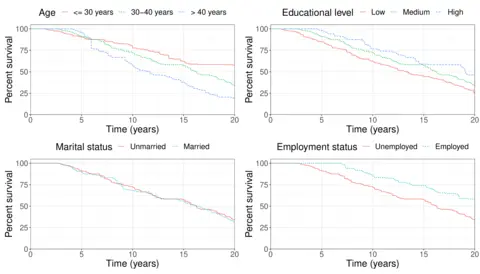 Age <= 30 years 30-40 years > 40 years
Percent survival
100
75
50
25
0
0 5 10 15 20
Time (years)
Educational level Low Medium High
Percent survival
100
75
50
25
0
0 5 10 15 20
Time (years)
Marital status Unmarried Married
Percent survival
100
75
50
25
0
0 5 10 15 20
Time (years)
Employment status Unemployed Employed
Percent survival
100
75
50
25
0
0 5 10 15 20
Time (years)